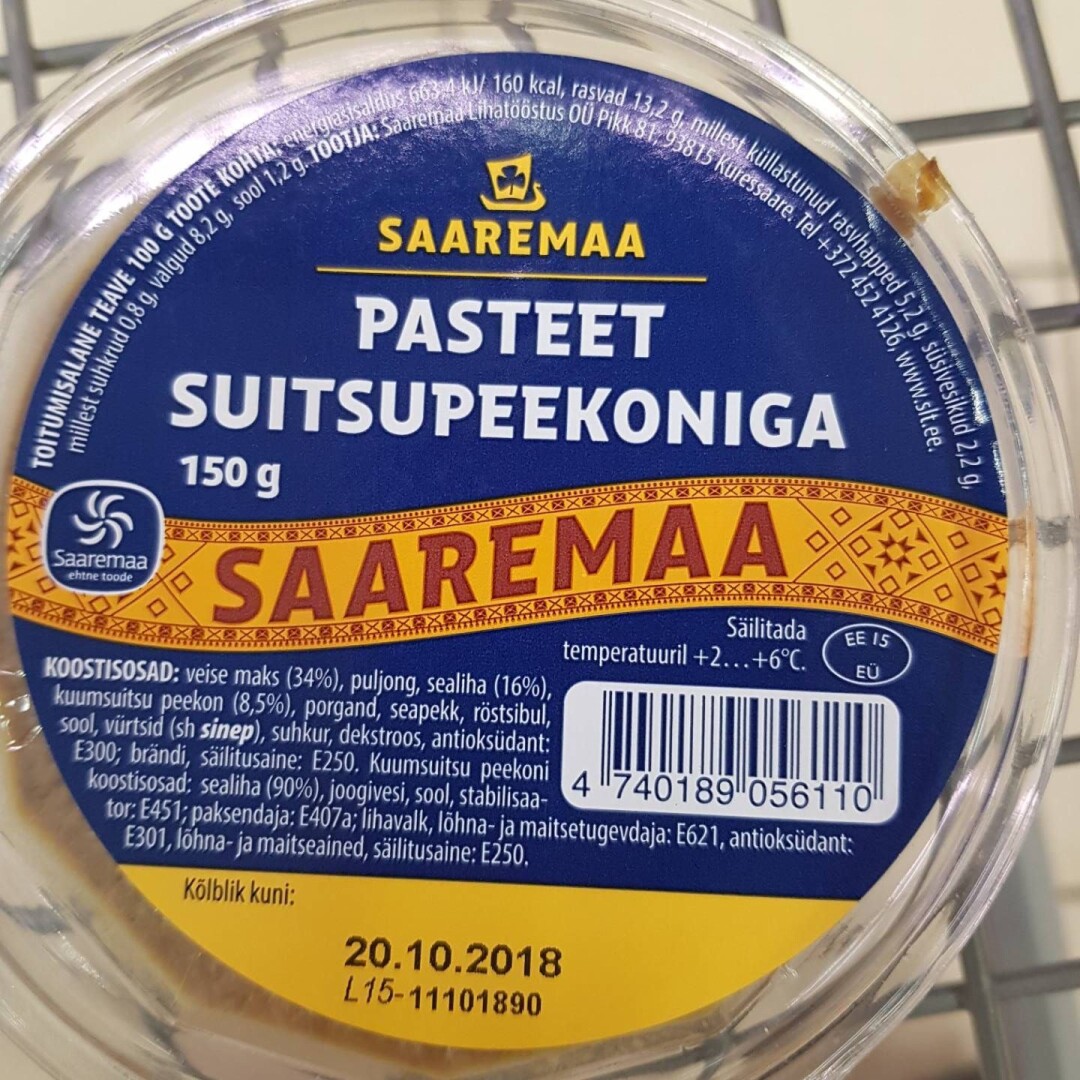 TOITUMISALANE TEAVE 100 G TOOTE KOHTA: energiasisaldus 663,4 kJ/ 160 kcal, rasvad 13,2 g, millest küllastunud rasvhapped 5,2 g, süsivesikud 2,2 g,
millest suhkrud 0,8 g, valgud 8,2 g, sool 1,2 g. TOOTJA: Saaremaa Lihatööstus OÜ Pikk 81, 93815 Kuressaare. Tel +372 452 4126, www.slt.ee.
SAAREMAA
PASTEET
SUITSUPEEKONIGA
150 g
Saaremaa
ehtne toode
SAAREMAA
Säilitada
temperatuuril +2...+6°C.
EE 15
EÜ
KOOSTISOSAD: veise maks (34%), puljong, sealiha (16%),
kuumsuitsu peekon (8,5%), porgand, seapekk, röstsibul,
sool, vürtsid (sh sinep), suhkur, dekstroos, antioksüdant:
E300; brändi, säilitusaine: E250. Kuumsuitsu peekoni
koostisosad: sealiha (90%), joogivesi, sool, stabilisaa-
tor: E451; paksendaja: E407a; lihavalk, lõhna- ja maitsetugevdaja: E621, antioksüdant:
E301, lõhna- ja maitseained, säilitusaine: E250.
4 740189 056110
Kõlblik kuni:
20.10.2018
L15-11101890